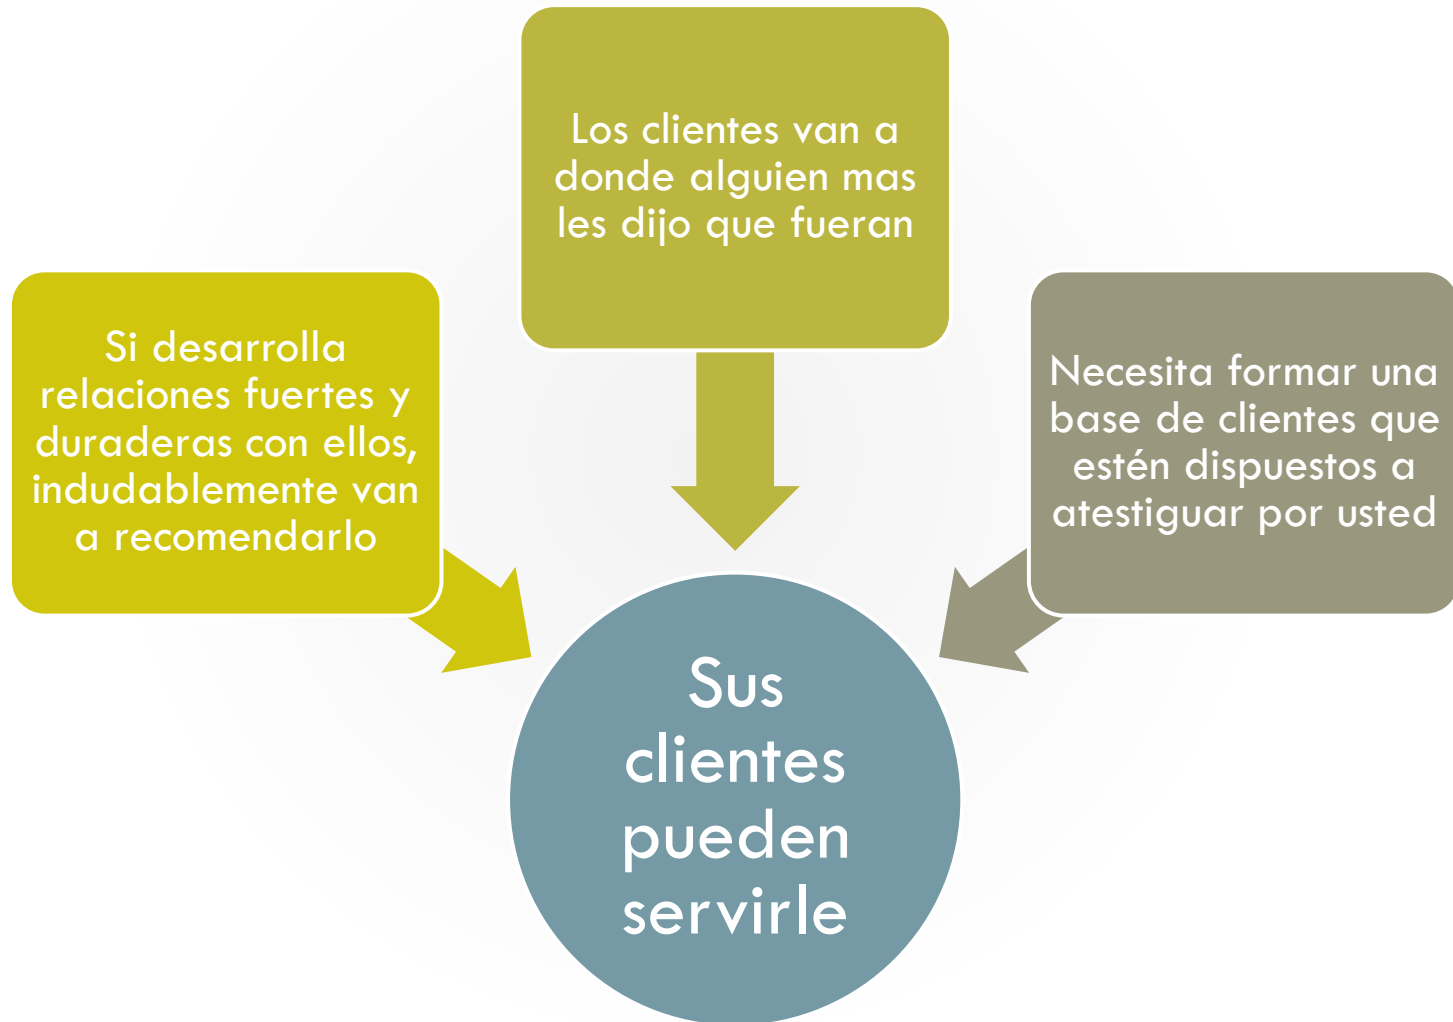 Los clientes van a
donde alguien mas
les dijo que fueran
Si desarrolla
relaciones fuertes y
duraderas con ellos,
indudablemente van
a recomendarlo
Necesita formar una
base de clientes que
estén dispuestos a
atestiguar por usted
Sus
clientes
pueden
servirle